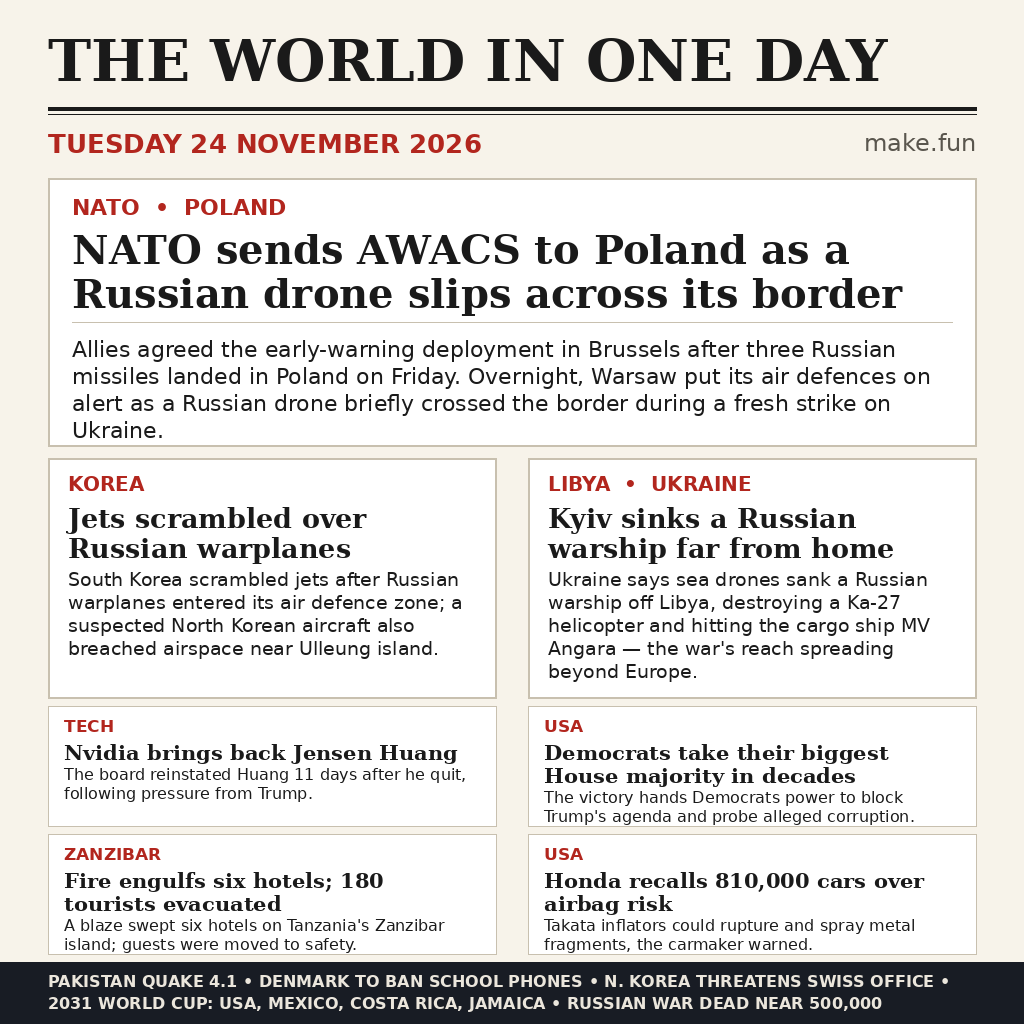 THE WORLD IN ONE DAY
TUESDAY 24 NOVEMBER 2026
make.fun
NATO • POLAND
NATO sends AWACS to Poland as a
Russian drone slips across its border
Allies agreed the early-warning deployment in Brussels after three Russian
missiles landed in Poland on Friday. Overnight, Warsaw put its air defences on
alert as a Russian drone briefly crossed the border during a fresh strike on
Ukraine.
KOREA
Jets scrambled over
Russian warplanes
South Korea scrambled jets after Russian
warplanes entered its air defence zone; a
suspected North Korean aircraft also
breached airspace near Ulleung island.
LIBYA • UKRAINE
Kyiv sinks a Russian
warship far from home
Ukraine says sea drones sank a Russian
warship off Libya, destroying a Ka-27
helicopter and hitting the cargo ship MV
Angara — the war's reach spreading
beyond Europe.
TECH
Nvidia brings back Jensen Huang
The board reinstated Huang 11 days after he quit,
following pressure from Trump.
USA
Democrats take their biggest
House majority in decades
The victory hands Democrats power to block
Trump's agenda and probe alleged corruption.
ZANZIBAR
Fire engulfs six hotels; 180
tourists evacuated
A blaze swept six hotels on Tanzania's Zanzibar
island; guests were moved to safety.
USA
Honda recalls 810,000 cars over
airbag risk
Takata inflators could rupture and spray metal
fragments, the carmaker warned.
PAKISTAN QUAKE 4.1 • DENMARK TO BAN SCHOOL PHONES • N. KOREA THREATENS SWISS OFFICE •
2031 WORLD CUP: USA, MEXICO, COSTA RICA, JAMAICA • RUSSIAN WAR DEAD NEAR 500,000